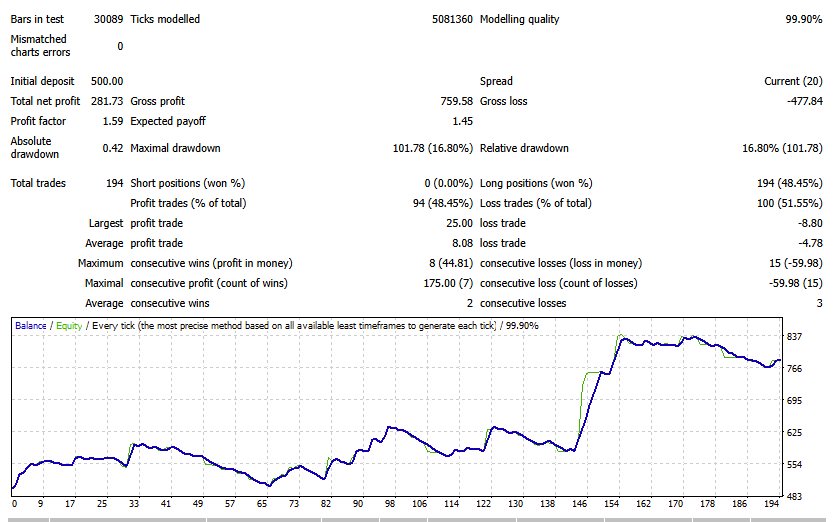 Bars in test 30089 Ticks modelled 5081360 Modelling quality 99.90%
Mismatched
charts errors 0
Initial deposit 500.00 Spread Current (20)
Total net profit 281.73 Gross profit 759.58 Gross loss -477.84
Profit factor 1.59 Expected payoff 1.45
Absolute
drawdown 0.42 Maximal drawdown 101.78 (16.80%) Relative drawdown 16.80% (101.78)
Total trades 194 Short positions (won %) 0 (0.00%) Long positions (won %) 194 (48.45%)
Profit trades (% of total) 94 (48.45%) Loss trades (% of total) 100 (51.55%)
Largest profit trade 25.00 loss trade -8.80
Average profit trade 8.08 loss trade -4.78
Maximum consecutive wins (profit in money) 8 (44.81) consecutive losses (loss in money) 15 (-59.98)
Maximal consecutive profit (count of wins) 175.00 (7) consecutive loss (count of losses) -59.98 (15)
Average consecutive wins 2 consecutive losses 3
Balance / Equity / Every tick (the most precise method based on all available least timeframes to generate each tick) / 99.90%
837
766
695
625
554
483
0 9 17 25 33 41 49 57 65 73 82 90 98 106 114 122 130 138 146 154 162 170 178 186 194